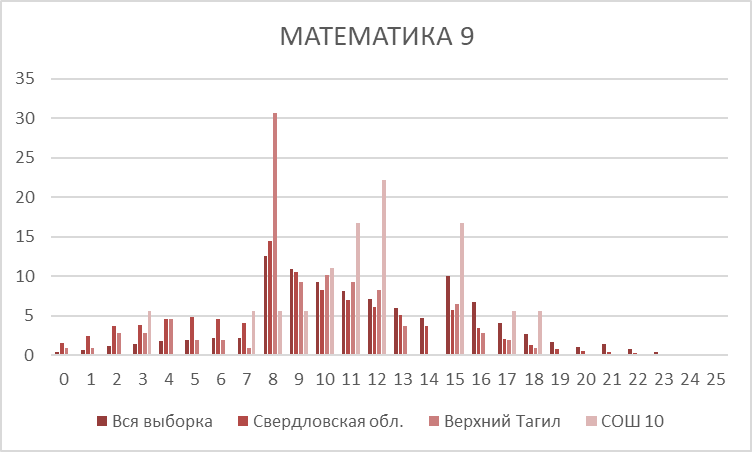 МАТЕМАТИКА 9
35
30
25
20
15
10
5
0
0 1 2 3 4 5 6 7 8 9 10 11 12 13 14 15 16 17 18 19 20 21 22 23 24 25
Вся выборка Свердловская обл. Верхний Тагил СОШ 10